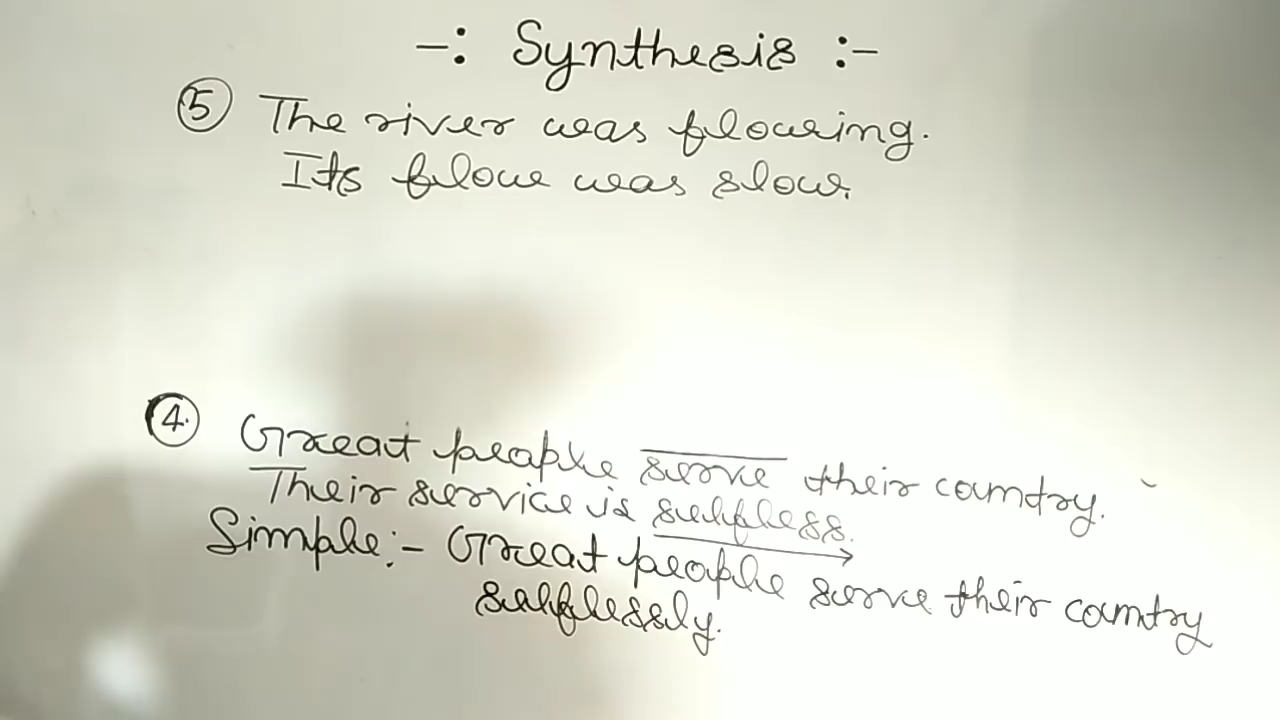 -: Synthesis :-
⑤ The river was flowing.
Its flow was slow.
④ Great people serve their country.
Their service is selfless.
Simple:- Great people serve their country
selflessly.